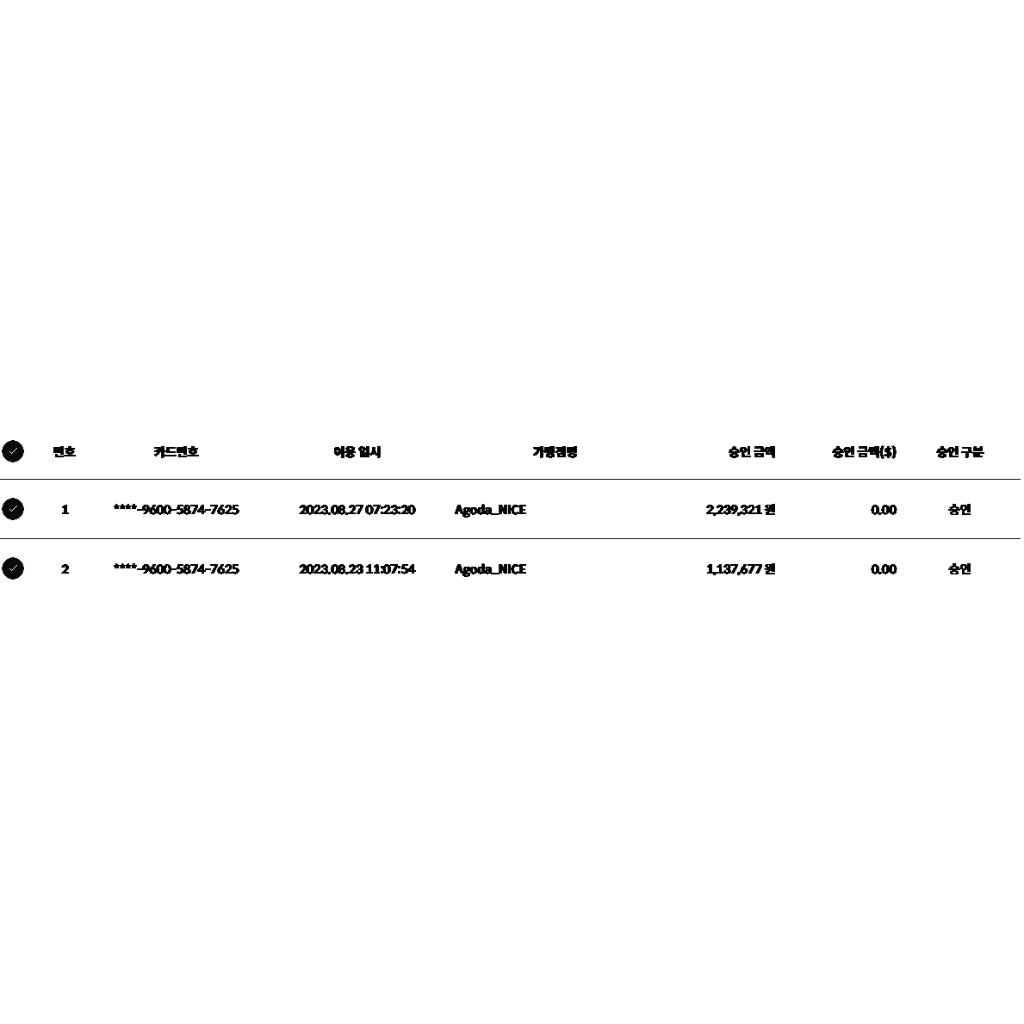 번호 카드번호 이용 일시 가맹점명 승인 금액 승인 금액($) 승인 구분
1 ****-9600-5874-7625 2023.08.27 07:23:20 Agoda_NICE 2,239,321 원 0.00 승인
2 ****-9600-5874-7625 2023.08.23 11:07:54 Agoda_NICE 1,137,677 원 0.00 승인